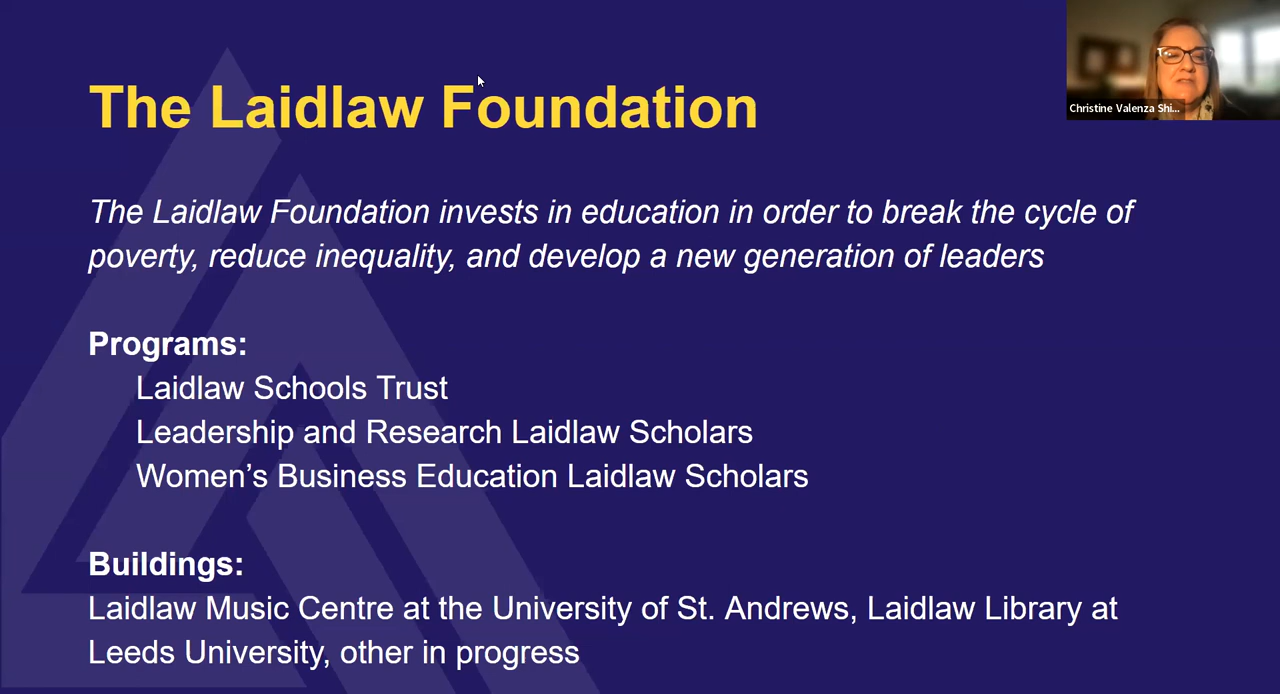 The Laidlaw Foundation
Christine Valenza Shi...
The Laidlaw Foundation invests in education in order to break the cycle of
poverty, reduce inequality, and develop a new generation of leaders
Programs:
Laidlaw Schools Trust
Leadership and Research Laidlaw Scholars
Women’s Business Education Laidlaw Scholars
Buildings:
Laidlaw Music Centre at the University of St. Andrews, Laidlaw Library at
Leeds University, other in progress